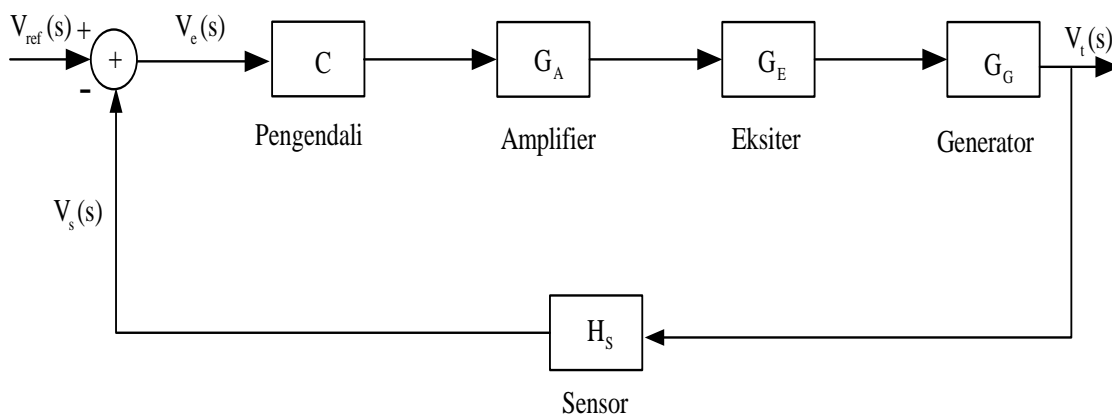 V_ref(s) +
+
-
V_e(s)
C
Pengendali
G_A
Amplifier
G_E
Eksiter
G_G
Generator
V_t(s)
V_s(s)
H_S
Sensor